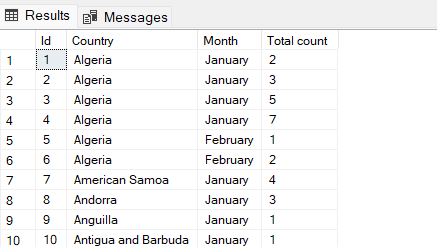 Results Messages
Id Country Month Total count
1 1 Algeria January 2
2 2 Algeria January 3
3 3 Algeria January 5
4 4 Algeria January 7
5 5 Algeria February 1
6 6 Algeria February 2
7 7 American Samoa January 4
8 8 Andorra January 3
9 9 Anguilla January 1
10 10 Antigua and Barbuda January 1